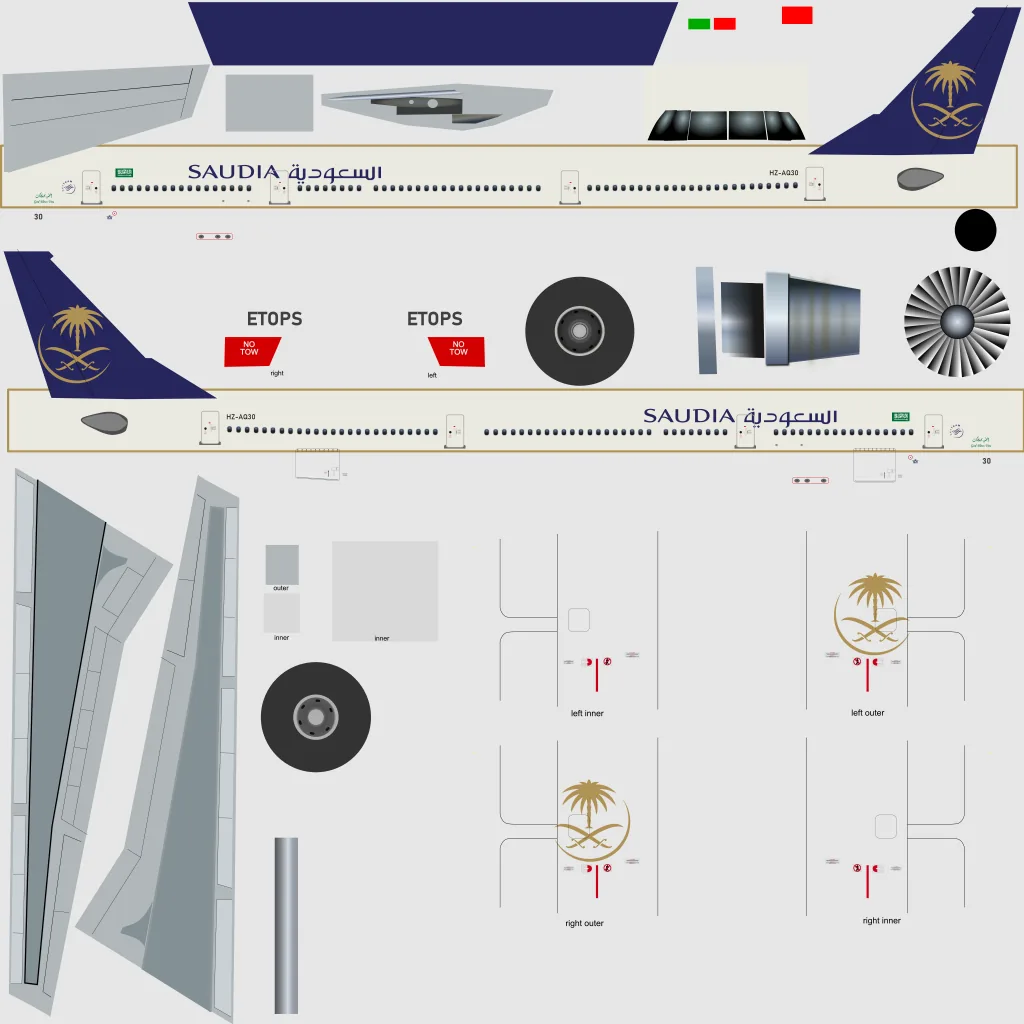 SAUDIA السعودية
HZ-AQ30
30
ETOPS
ETOPS
NO
TOW
NO
TOW
right
left
HZ-AQ30
SAUDIA السعودية
30
outer
inner
inner
left inner
left outer
right outer
right inner